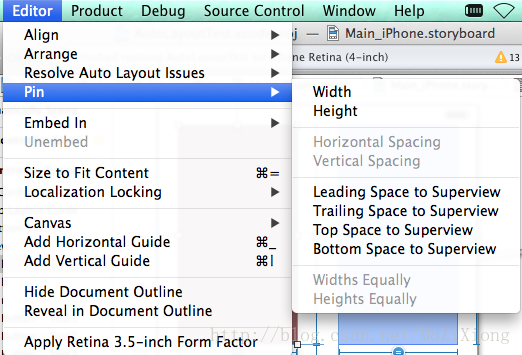 Editor Product Debug Source Control Window Help
oj Main_iPhone.storyboard
ne Retina (4-inch) 13
Align
Arrange
Resolve Auto Layout Issues
Pin
Width
Height
Embed In
Unembed
Horizontal Spacing
Vertical Spacing
Size to Fit Content ⌘=
Localization Locking
Leading Space to Superview
Trailing Space to Superview
Top Space to Superview
Bottom Space to Superview
Canvas
Add Horizontal Guide ⌘_
Add Vertical Guide ⌘|
Widths Equally
Heights Equally
Hide Document Outline
Reveal in Document Outline
Apply Retina 3.5-inch Form Factor